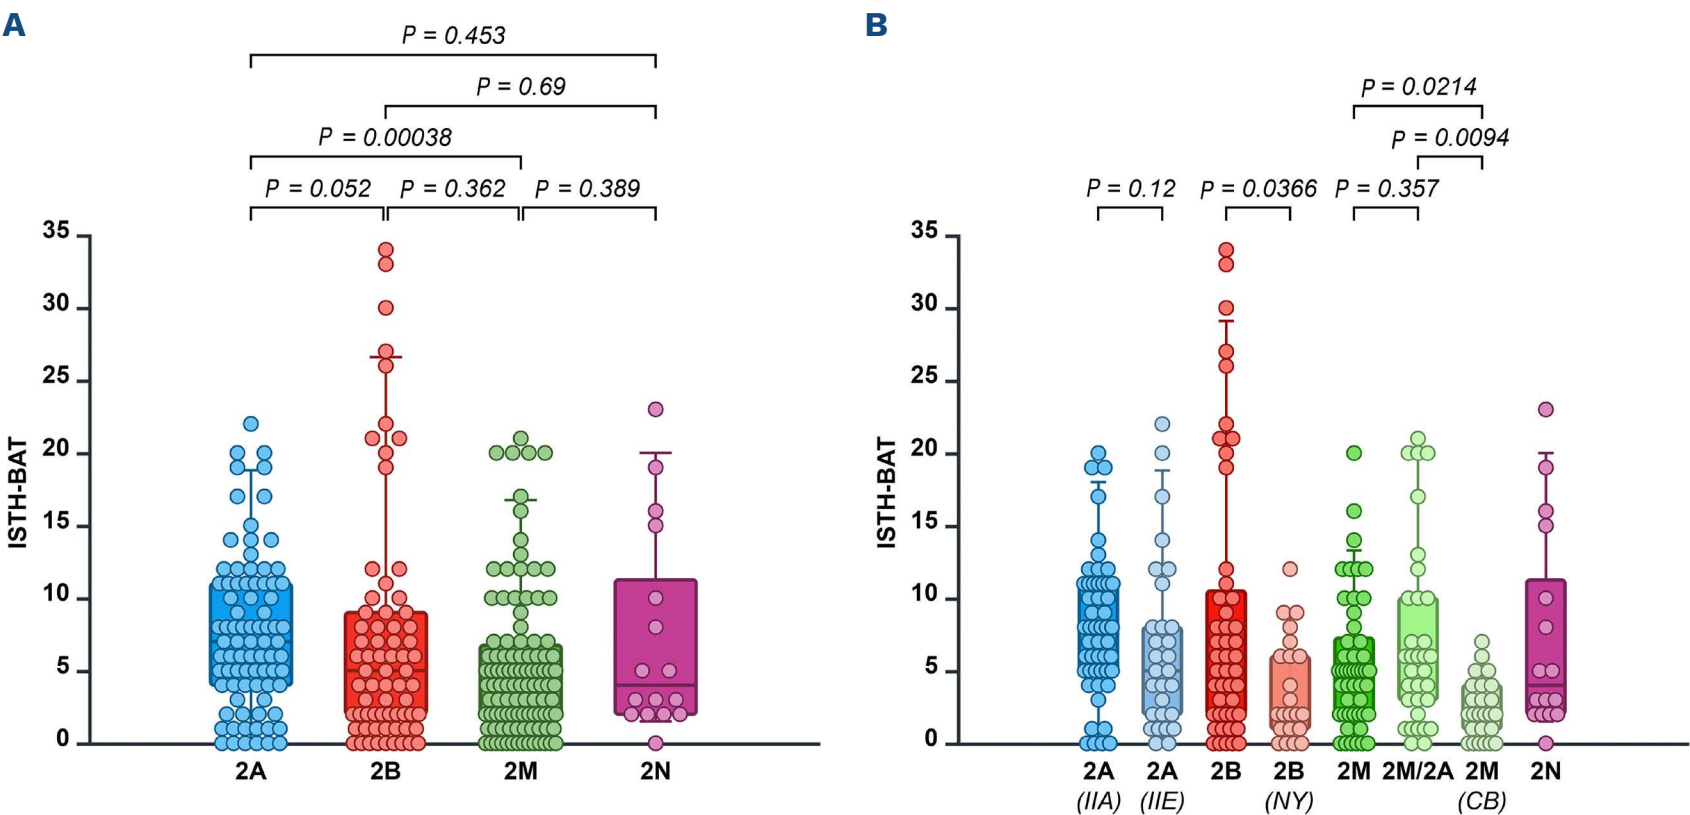 A
P = 0.453
P = 0.69
P = 0.00038
P = 0.052 P = 0.362 P = 0.389
ISTH-BAT
35
30
25
20
15
10
5
0
2A 2B 2M 2N
B
P = 0.0214
P = 0.0094
P = 0.12 P = 0.0366 P = 0.357
ISTH-BAT
35
30
25
20
15
10
5
0
2A 2A 2B 2B 2M 2M/2A 2M 2N
(IIA) (IIE) (NY) (CB)